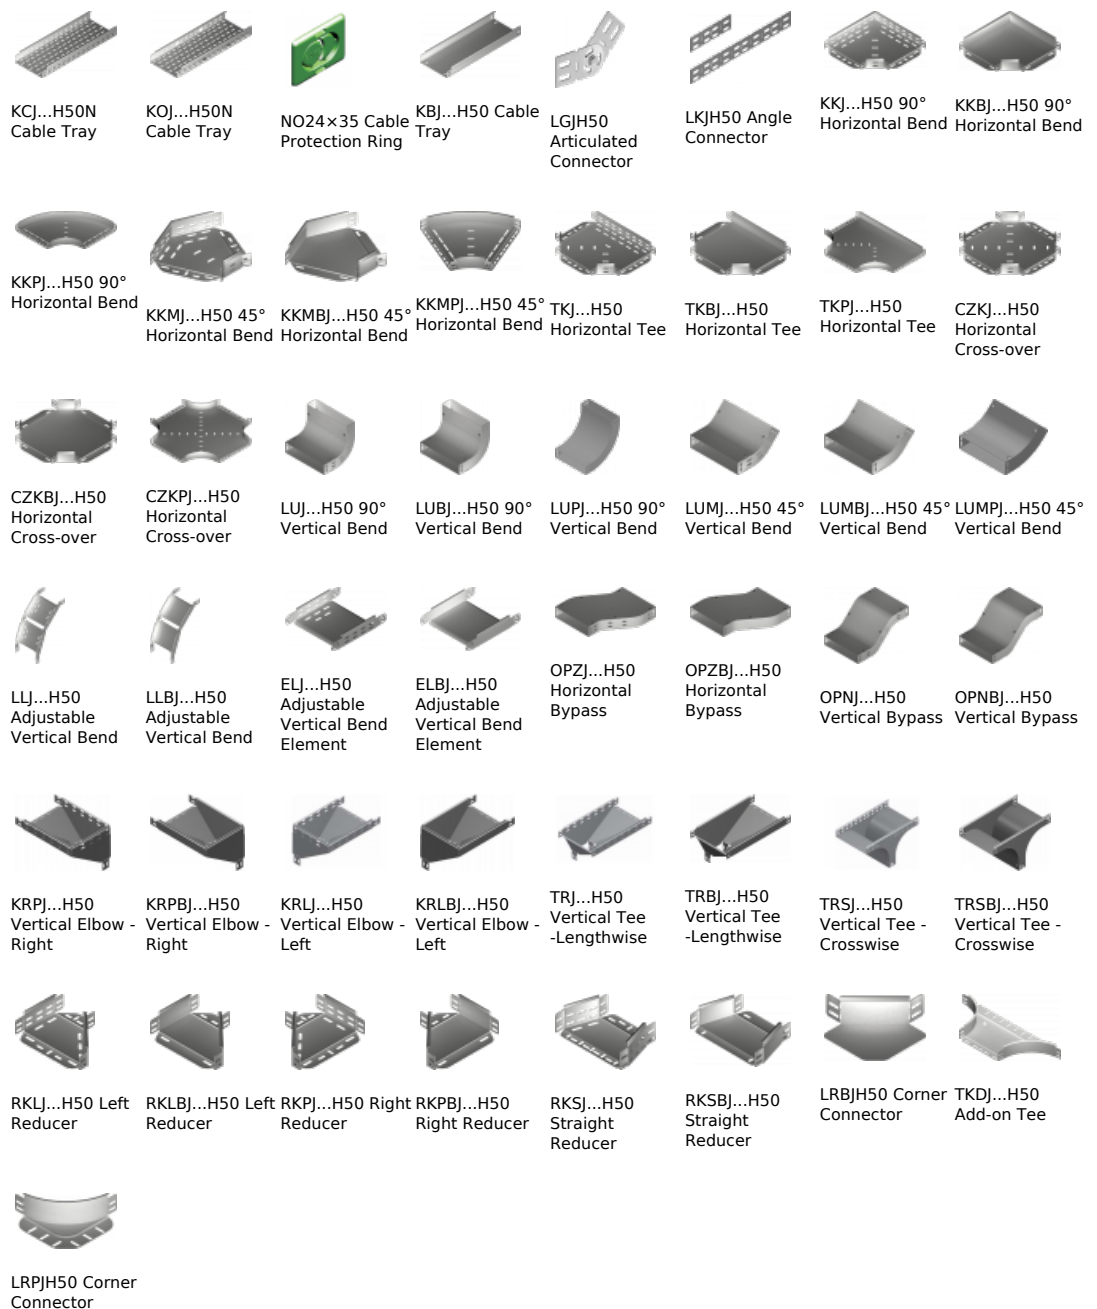 KCJ...H50N
Cable Tray
KOJ...H50N
Cable Tray
NO24×35 Cable
Protection Ring
KBJ...H50 Cable
Tray
LGJH50
Articulated
Connector
LKJH50 Angle
Connector
KKJ...H50 90°
Horizontal Bend
KKBJ...H50 90°
Horizontal Bend
KKPJ...H50 90°
Horizontal Bend
KKMJ...H50 45°
Horizontal Bend
KKMBJ...H50 45°
Horizontal Bend
KKMPJ...H50 45°
Horizontal Bend
TKJ...H50
Horizontal Tee
TKBJ...H50
Horizontal Tee
TKPJ...H50
Horizontal Tee
CZKJ...H50
Horizontal
Cross-over
CZKBJ...H50
Horizontal
Cross-over
CZKPJ...H50
Horizontal
Cross-over
LUJ...H50 90°
Vertical Bend
LUBJ...H50 90°
Vertical Bend
LUPJ...H50 90°
Vertical Bend
LUMJ...H50 45°
Vertical Bend
LUMBJ...H50 45°
Vertical Bend
LUMPJ...H50 45°
Vertical Bend
LLJ...H50
Adjustable
Vertical Bend
LLBJ...H50
Adjustable
Vertical Bend
ELJ...H50
Adjustable
Vertical Bend
Element
ELBJ...H50
Adjustable
Vertical Bend
Element
OPZJ...H50
Horizontal
Bypass
OPZBJ...H50
Horizontal
Bypass
OPNJ...H50
Vertical Bypass
OPNBJ...H50
Vertical Bypass
KRPJ...H50
Vertical Elbow -
Right
KRPBJ...H50
Vertical Elbow -
Right
KRLJ...H50
Vertical Elbow -
Left
KRLBJ...H50
Vertical Elbow -
Left
TRJ...H50
Vertical Tee
-Lengthwise
TRBJ...H50
Vertical Tee
-Lengthwise
TRSJ...H50
Vertical Tee -
Crosswise
TRSBJ...H50
Vertical Tee -
Crosswise
RKLJ...H50 Left
Reducer
RKLBJ...H50 Left
Reducer
RKPJ...H50 Right
Reducer
RKPBJ...H50
Right Reducer
RKSJ...H50
Straight
Reducer
RKSBJ...H50
Straight
Reducer
LRBJH50 Corner
Connector
TKDJ...H50
Add-on Tee
LRPJH50 Corner
Connector